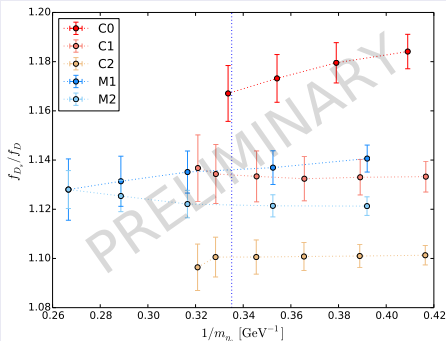 1.20
1.18
1.16
1.14
1.12
1.10
1.08
f_{D_s}/f_D
C0
C1
C2
M1
M2
PRELIMINARY
0.26 0.28 0.30 0.32 0.34 0.36 0.38 0.40 0.42
1/m_{η_c} [GeV⁻¹]